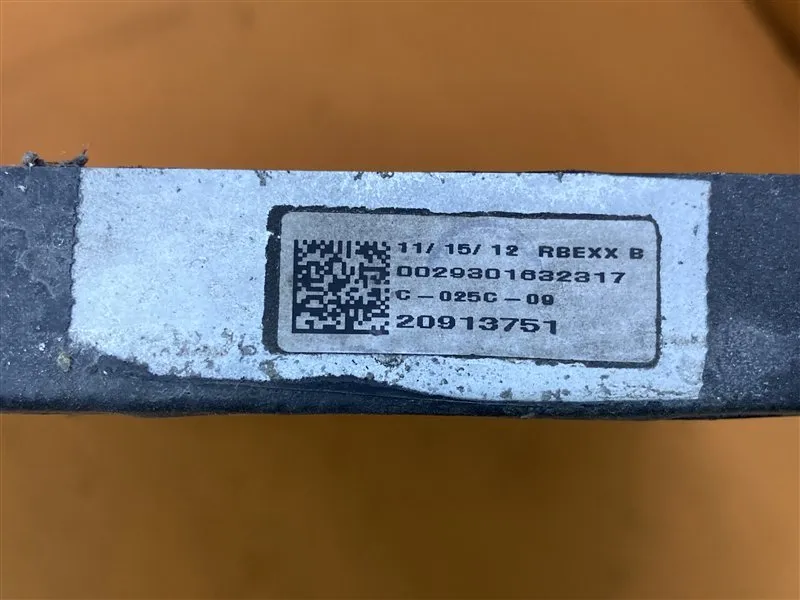 11/ 15/ 12 RBEXX B
0029301632317
C-025C-09
20913751